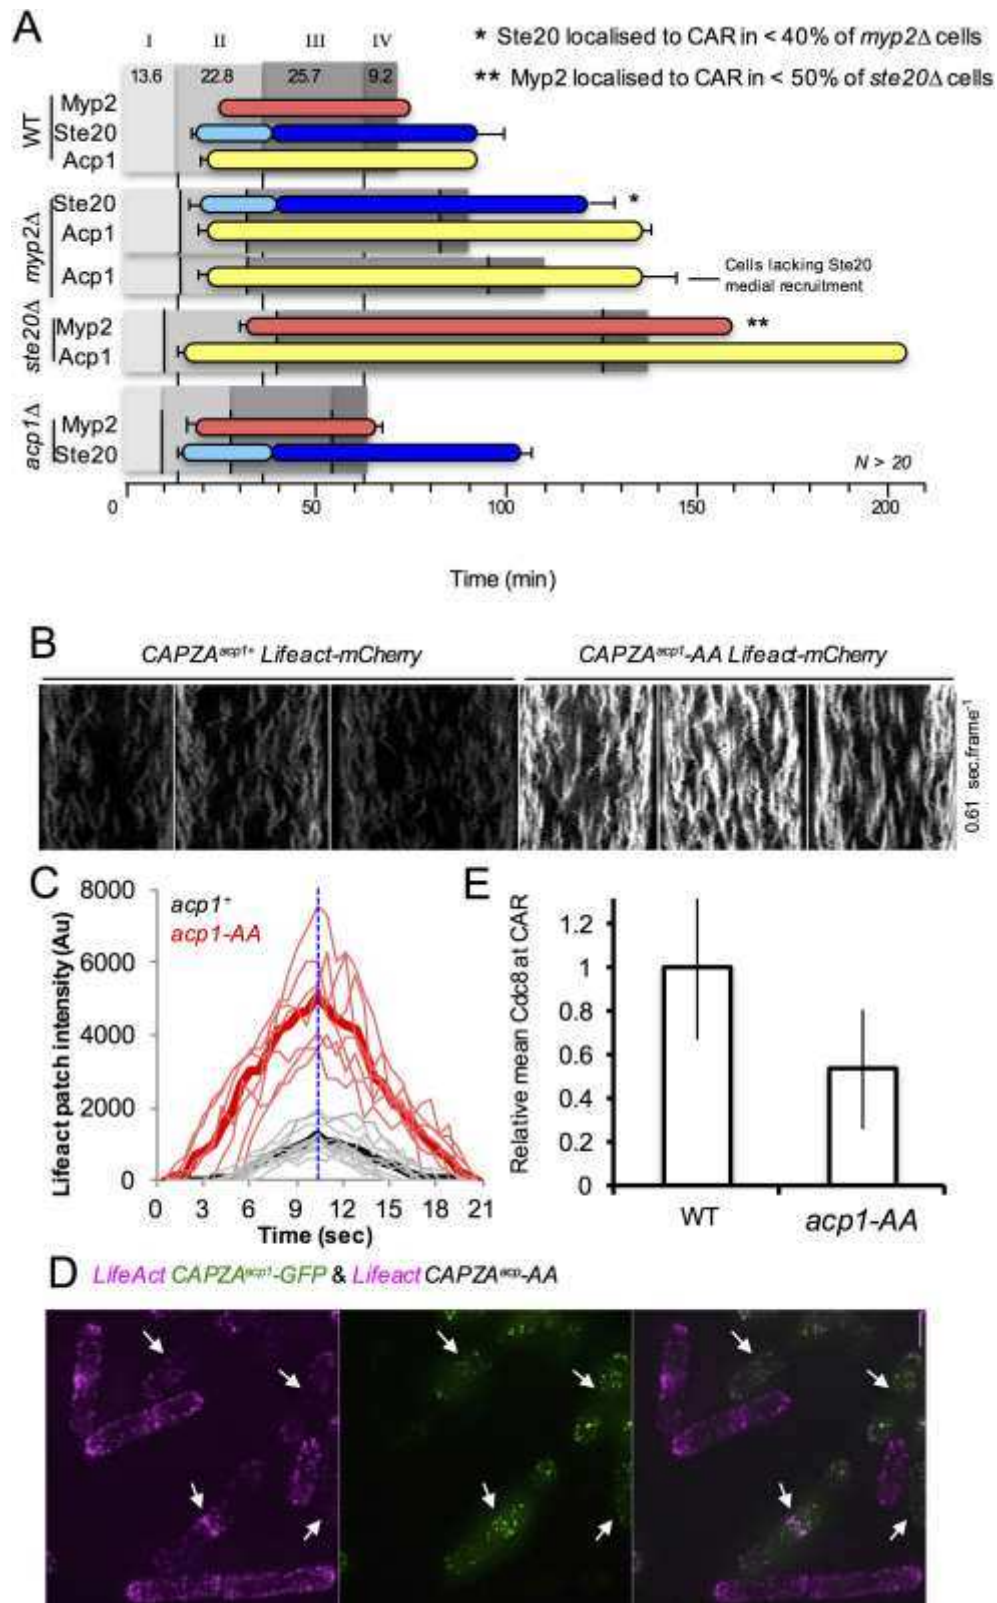 A
I II III IV
* Ste20 localised to CAR in < 40% of myp2Δ cells
** Myp2 localised to CAR in < 50% of ste20Δ cells
13.6 22.8 25.7 9.2
WT
Myp2
Ste20
Acp1
myp2Δ
Ste20 *
Acp1
Acp1
Cells lacking Ste20
medial recruitment
ste20Δ
Myp2 **
Acp1
acp1Δ
Myp2
Ste20
N > 20
0 50 100 150 200
Time (min)
B
CAPZAacp1+ Lifeact-mCherry CAPZAacp1-AA Lifeact-mCherry
0.61 sec.frame-1
C
8000
6000
4000
2000
0
acp1+
acp1-AA
Lifeact patch intensity (Au)
0 3 6 9 12 15 18 21
Time (sec)
E
1.2
1
0.8
0.6
0.4
0.2
0
Relative mean Cdc8 at CAR
WT acp1-AA
D LifeAct CAPZAacp1-GFP & Lifeact CAPZAacp-AA